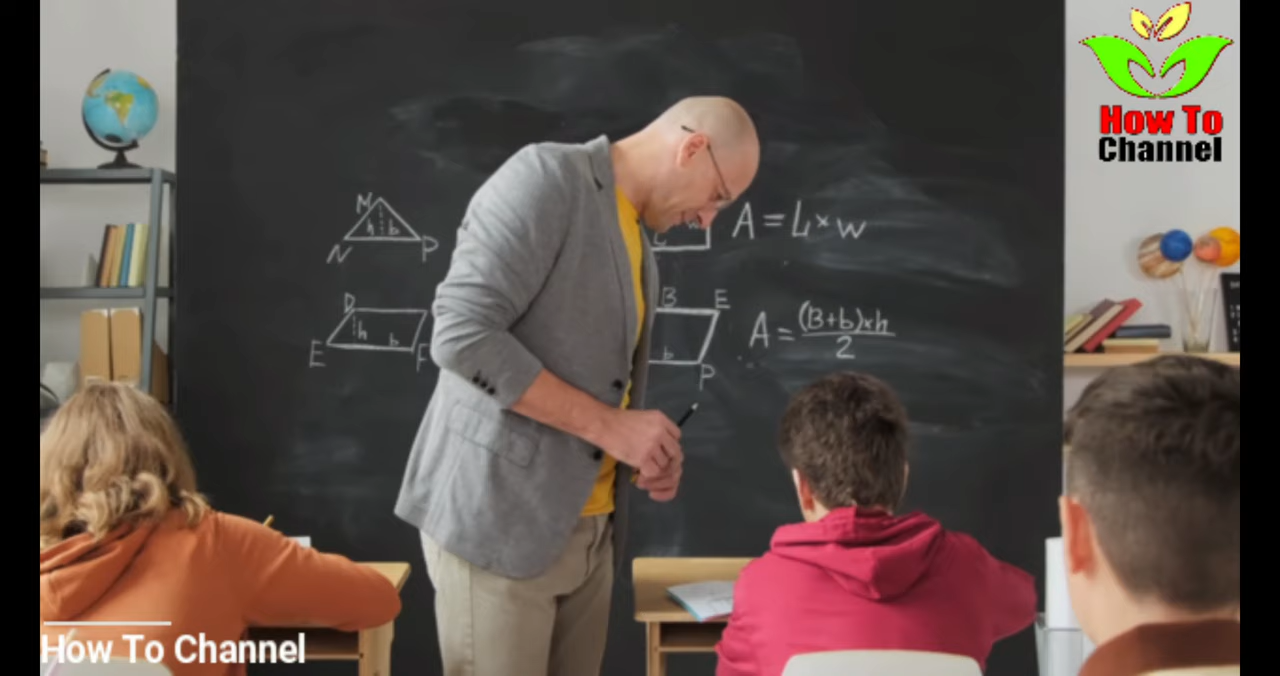 How To
Channel
M
h b
N P
L w
A = L × w
D
h
b
E F
B E
b
P
A = (B+b)×h
2
How To Channel